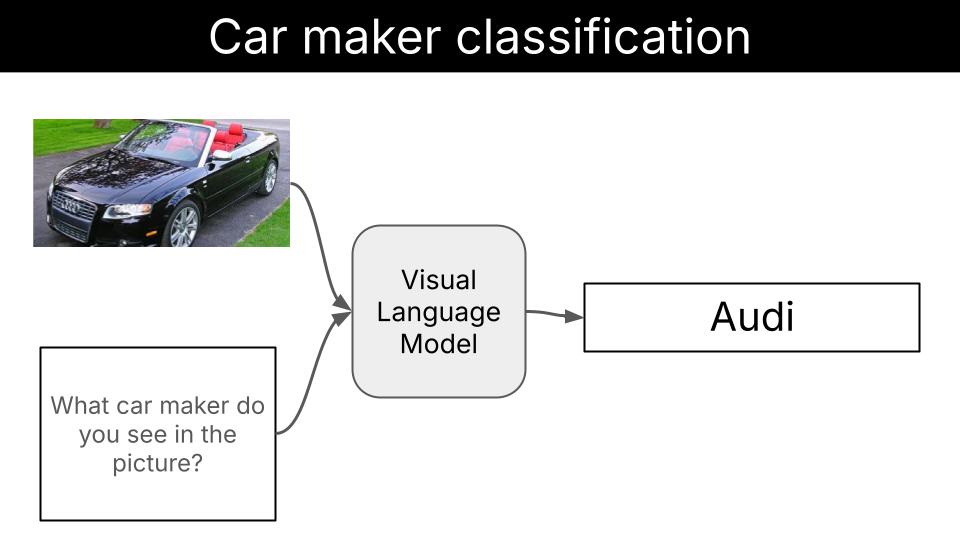 Car maker classification
Visual
Language
Model
Audi
What car maker do
you see in the
picture?